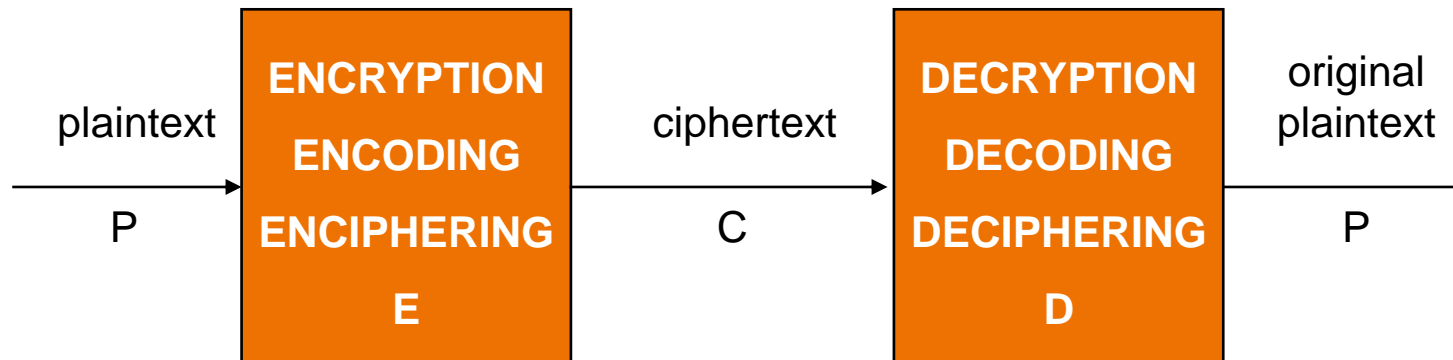 plaintext
P
ENCRYPTION
ENCODING
ENCIPHERING
E
ciphertext
C
DECRYPTION
DECODING
DECIPHERING
D
original
plaintext
P